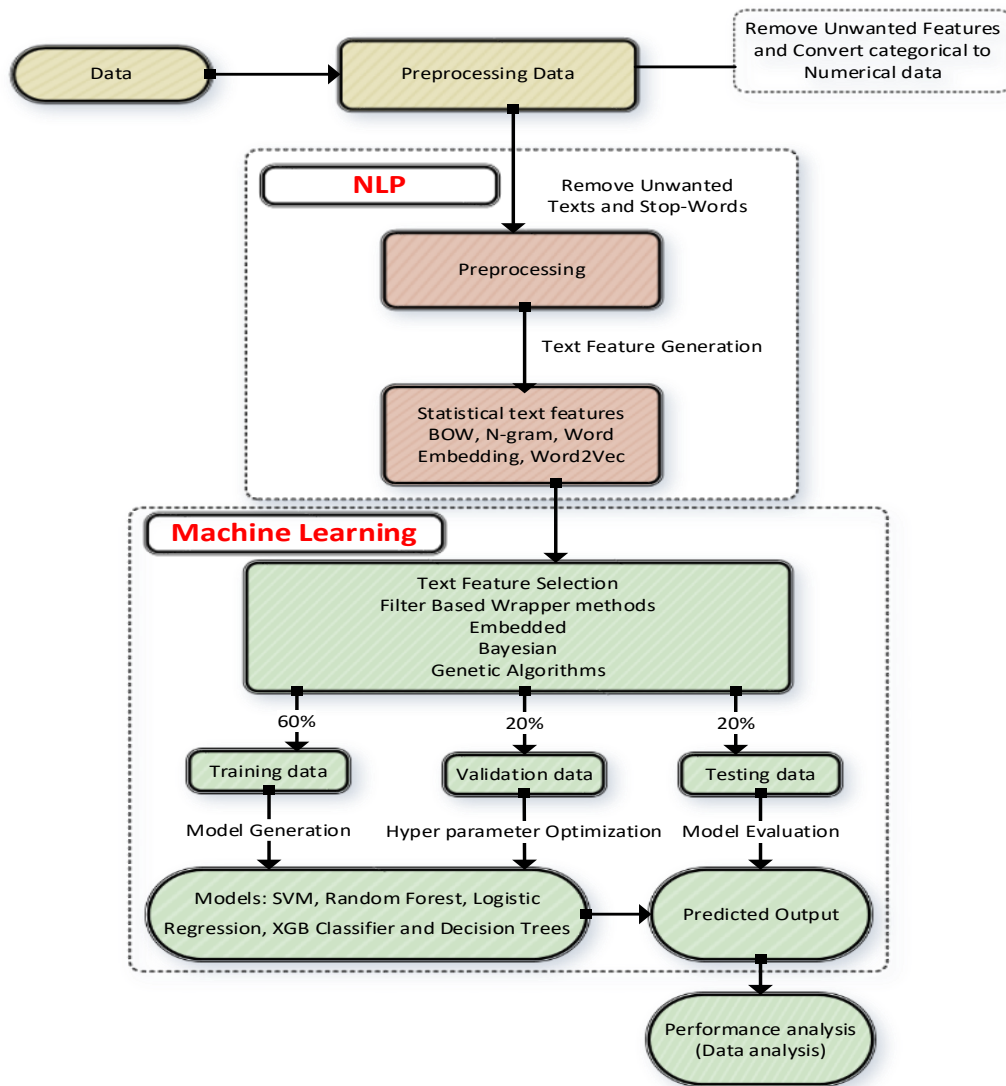 Data
Preprocessing Data
Remove Unwanted Features
and Convert categorical to
Numerical data
NLP
Remove Unwanted
Texts and Stop-Words
Preprocessing
Text Feature Generation
Statistical text features
BOW, N-gram, Word
Embedding, Word2Vec
Machine Learning
Text Feature Selection
Filter Based Wrapper methods
Embedded
Bayesian
Genetic Algorithms
60%
20%
20%
Training data
Validation data
Testing data
Model Generation
Hyper parameter Optimization
Model Evaluation
Models: SVM, Random Forest, Logistic
Regression, XGB Classifier and Decision Trees
Predicted Output
Performance analysis
(Data analysis)